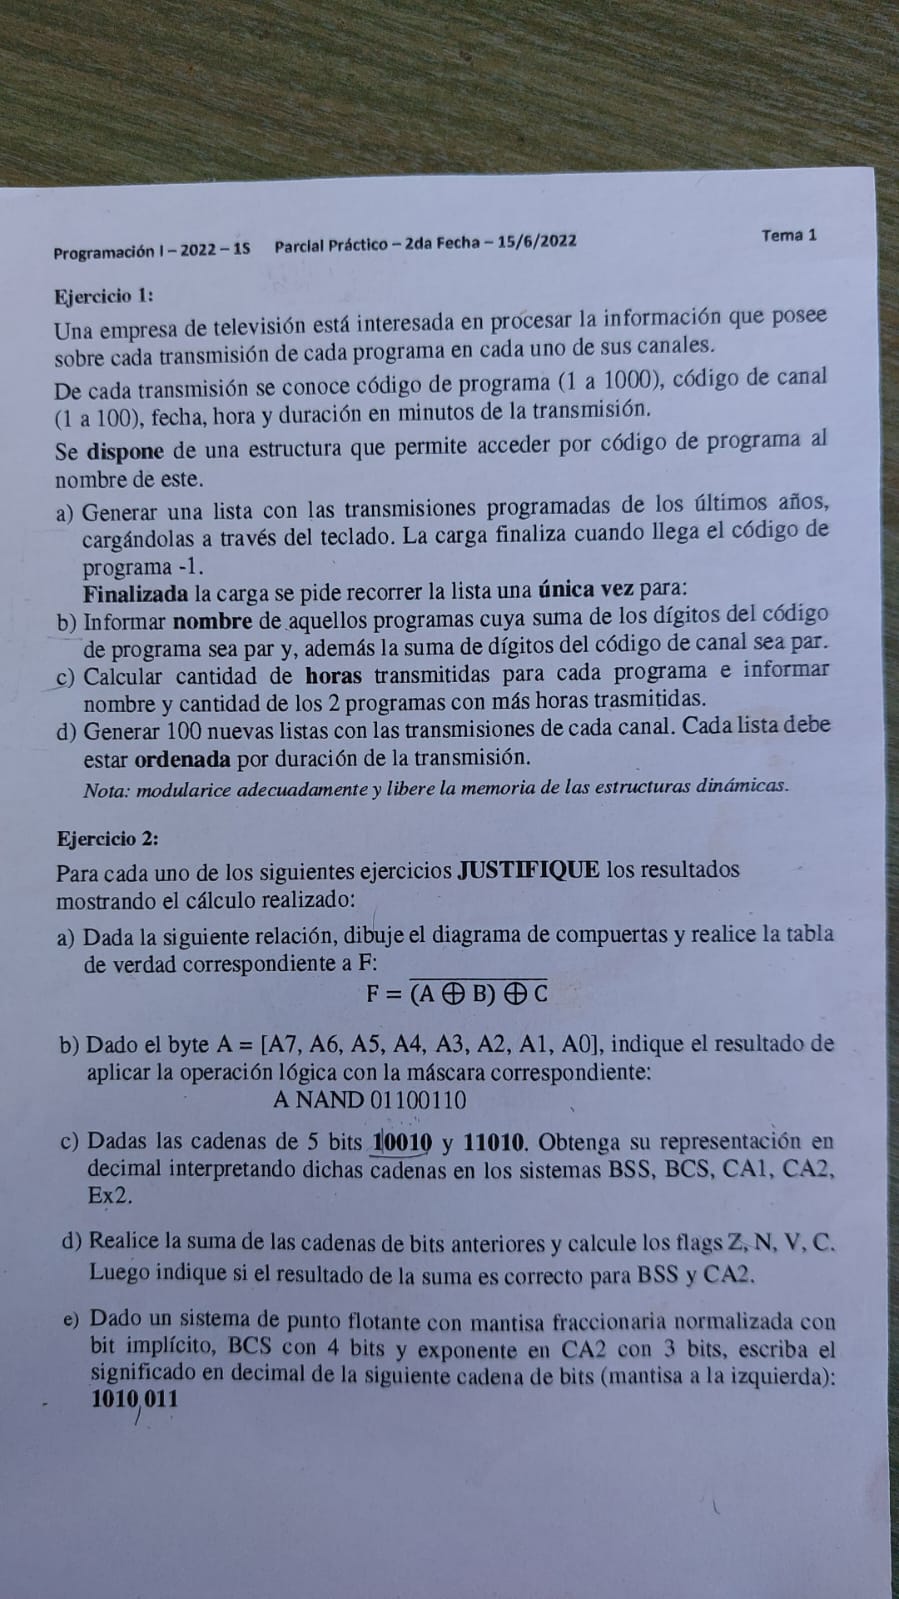 Programación I – 2022 – 1S Parcial Práctico – 2da Fecha – 15/6/2022 Tema 1
Ejercicio 1:
Una empresa de televisión está interesada en procesar la información que posee
sobre cada transmisión de cada programa en cada uno de sus canales.
De cada transmisión se conoce código de programa (1 a 1000), código de canal
(1 a 100), fecha, hora y duración en minutos de la transmisión.
Se dispone de una estructura que permite acceder por código de programa al
nombre de este.
a) Generar una lista con las transmisiones programadas de los últimos años,
cargándolas a través del teclado. La carga finaliza cuando llega el código de
programa -1.
Finalizada la carga se pide recorrer la lista una única vez para:
b) Informar nombre de aquellos programas cuya suma de los dígitos del código
de programa sea par y, además la suma de dígitos del código de canal sea par.
c) Calcular cantidad de horas transmitidas para cada programa e informar
nombre y cantidad de los 2 programas con más horas trasmitidas.
d) Generar 100 nuevas listas con las transmisiones de cada canal. Cada lista debe
estar ordenada por duración de la transmisión.
Nota: modularice adecuadamente y libere la memoria de las estructuras dinámicas.
Ejercicio 2:
Para cada uno de los siguientes ejercicios JUSTIFIQUE los resultados
mostrando el cálculo realizado:
a) Dada la siguiente relación, dibuje el diagrama de compuertas y realice la tabla
de verdad correspondiente a F:
F = (A ⊕ B) ⊕ C
b) Dado el byte A = [A7, A6, A5, A4, A3, A2, A1, A0], indique el resultado de
aplicar la operación lógica con la máscara correspondiente:
A NAND 01100110
c) Dadas las cadenas de 5 bits 10010 y 11010. Obtenga su representación en
decimal interpretando dichas cadenas en los sistemas BSS, BCS, CA1, CA2,
Ex2.
d) Realice la suma de las cadenas de bits anteriores y calcule los flags Z, N, V, C.
Luego indique si el resultado de la suma es correcto para BSS y CA2.
e) Dado un sistema de punto flotante con mantisa fraccionaria normalizada con
bit implícito, BCS con 4 bits y exponente en CA2 con 3 bits, escriba el
significado en decimal de la siguiente cadena de bits (mantisa a la izquierda):
1010 011